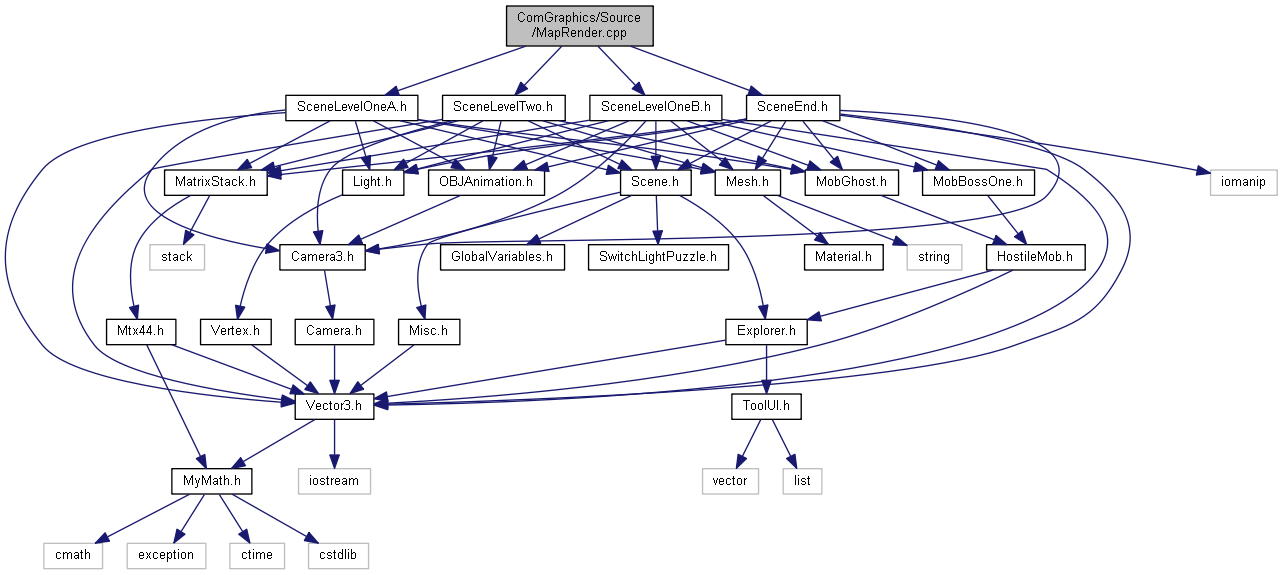 ComGraphics/Source
/MapRender.cpp
SceneLevelOneA.h
SceneLevelTwo.h
SceneLevelOneB.h
SceneEnd.h
MatrixStack.h
Light.h
OBJAnimation.h
Scene.h
Mesh.h
MobGhost.h
MobBossOne.h
iomanip
stack
Camera3.h
GlobalVariables.h
SwitchLightPuzzle.h
Material.h
string
HostileMob.h
Mtx44.h
Vertex.h
Camera.h
Misc.h
Explorer.h
Vector3.h
ToolUI.h
MyMath.h
iostream
vector
list
cmath
exception
ctime
cstdlib